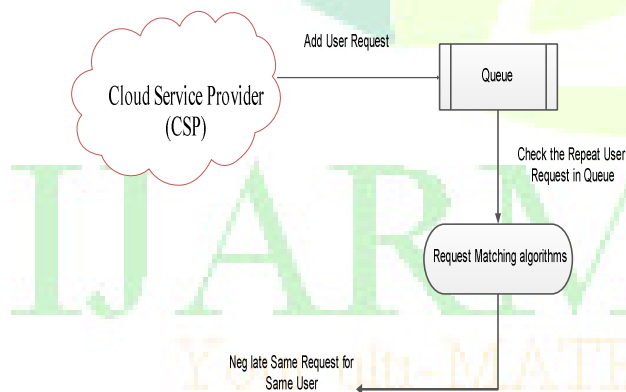 Add User Request
Cloud Service Provider
(CSP)
Queue
Check the Repeat User
Request in Queue
Request Matching algorithms
IJARM
Neg late Same Request for
Same User